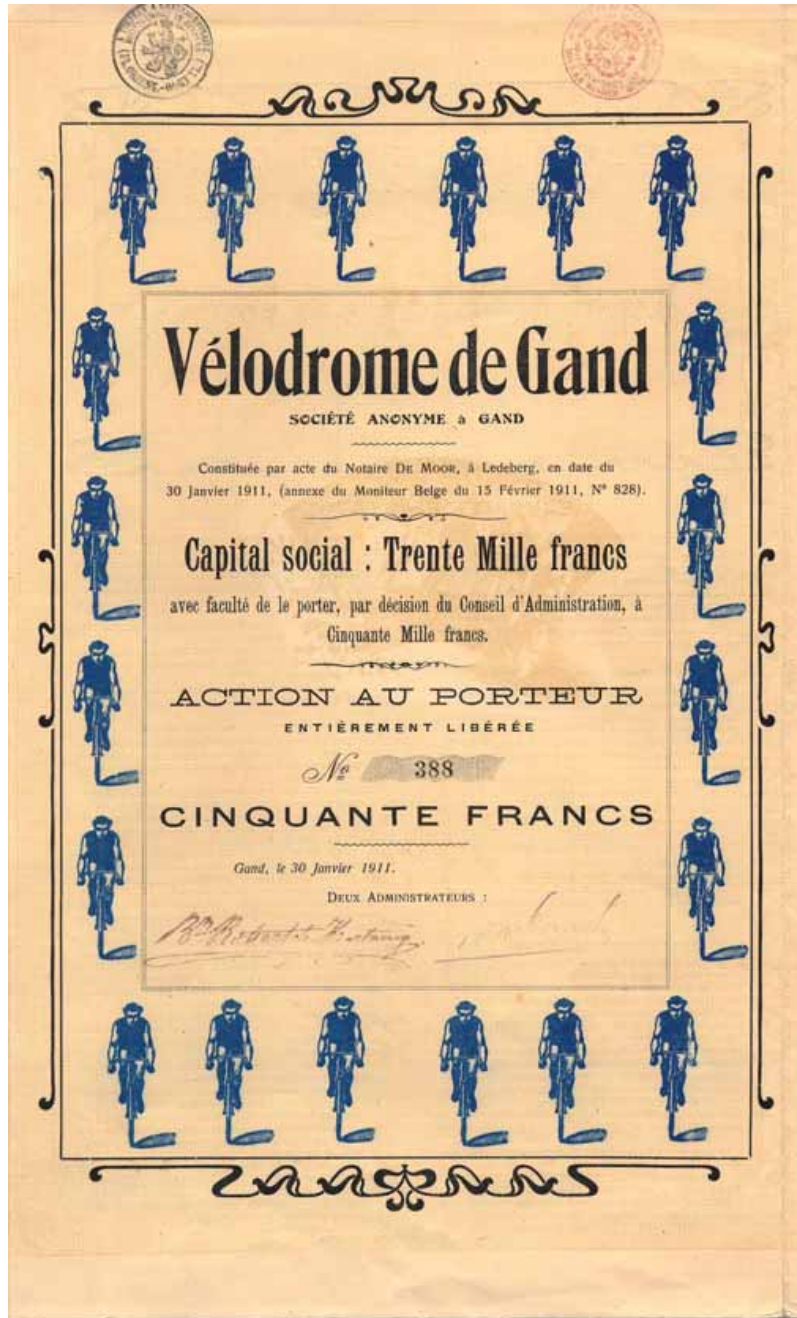 Vélodrome de Gand
SOCIÉTÉ ANONYME à GAND
Constituée par acte du Notaire DE MOOR, à Ledeberg, en date du
30 Janvier 1911, (annexe du Moniteur Belge du 15 Février 1911, Nº 828).
Capital social : Trente Mille francs
avec faculté de le porter, par décision du Conseil d'Administration, à
Cinquante Mille francs.
ACTION AU PORTEUR
ENTIÈREMENT LIBÉRÉE
Nº 388
CINQUANTE FRANCS
Gand, le 30 Janvier 1911.
DEUX ADMINISTRATEURS :